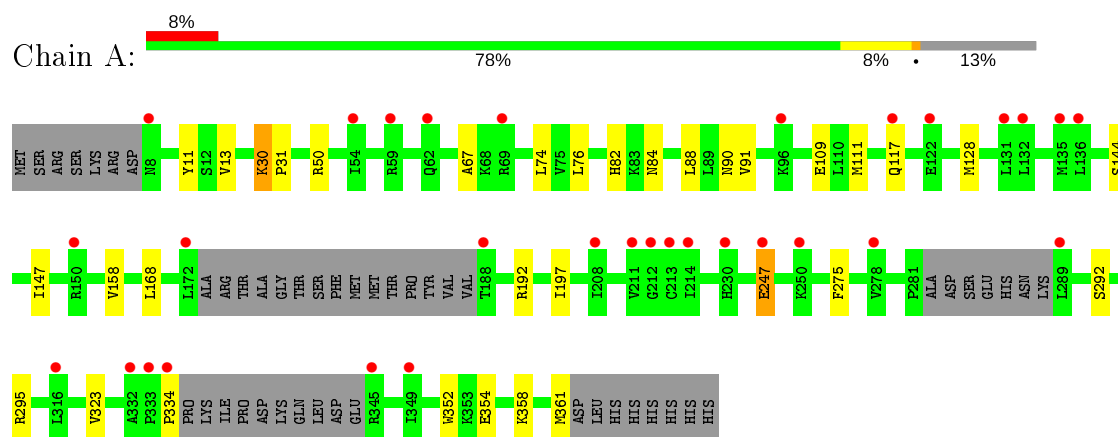 8%
Chain A:
78% 8% • 13%
MET SER ARG SER LYS ARG ASP N8 Y11 S12 V13 K30 P31 R50 I54 R59 Q62 A67 K68 R69 L74 V75 L76 H82 K83 N84 L88 L89 N90 V91 K96 E109 L110 M111 Q117 E122 M128 L131 L132 M135 L136 S144
I147 R150 V158 L168 L172 ALA ARG THR ALA GLY THR SER PHE MET MET THR PRO TYR VAL VAL T188 R192 I197 I208 V211 G212 C213 I214 H230 E247 K250 F275 V278 P281 ALA ASP SER GLU HIS ASN LYS L289 S292
R295 L316 V323 A332 P333 P334 PRO LYS ILE PRO ASP LYS GLN LEU ASP GLU R345 I349 W352 K353 E354 K358 M361 ASP LEU HIS HIS HIS HIS HIS HIS